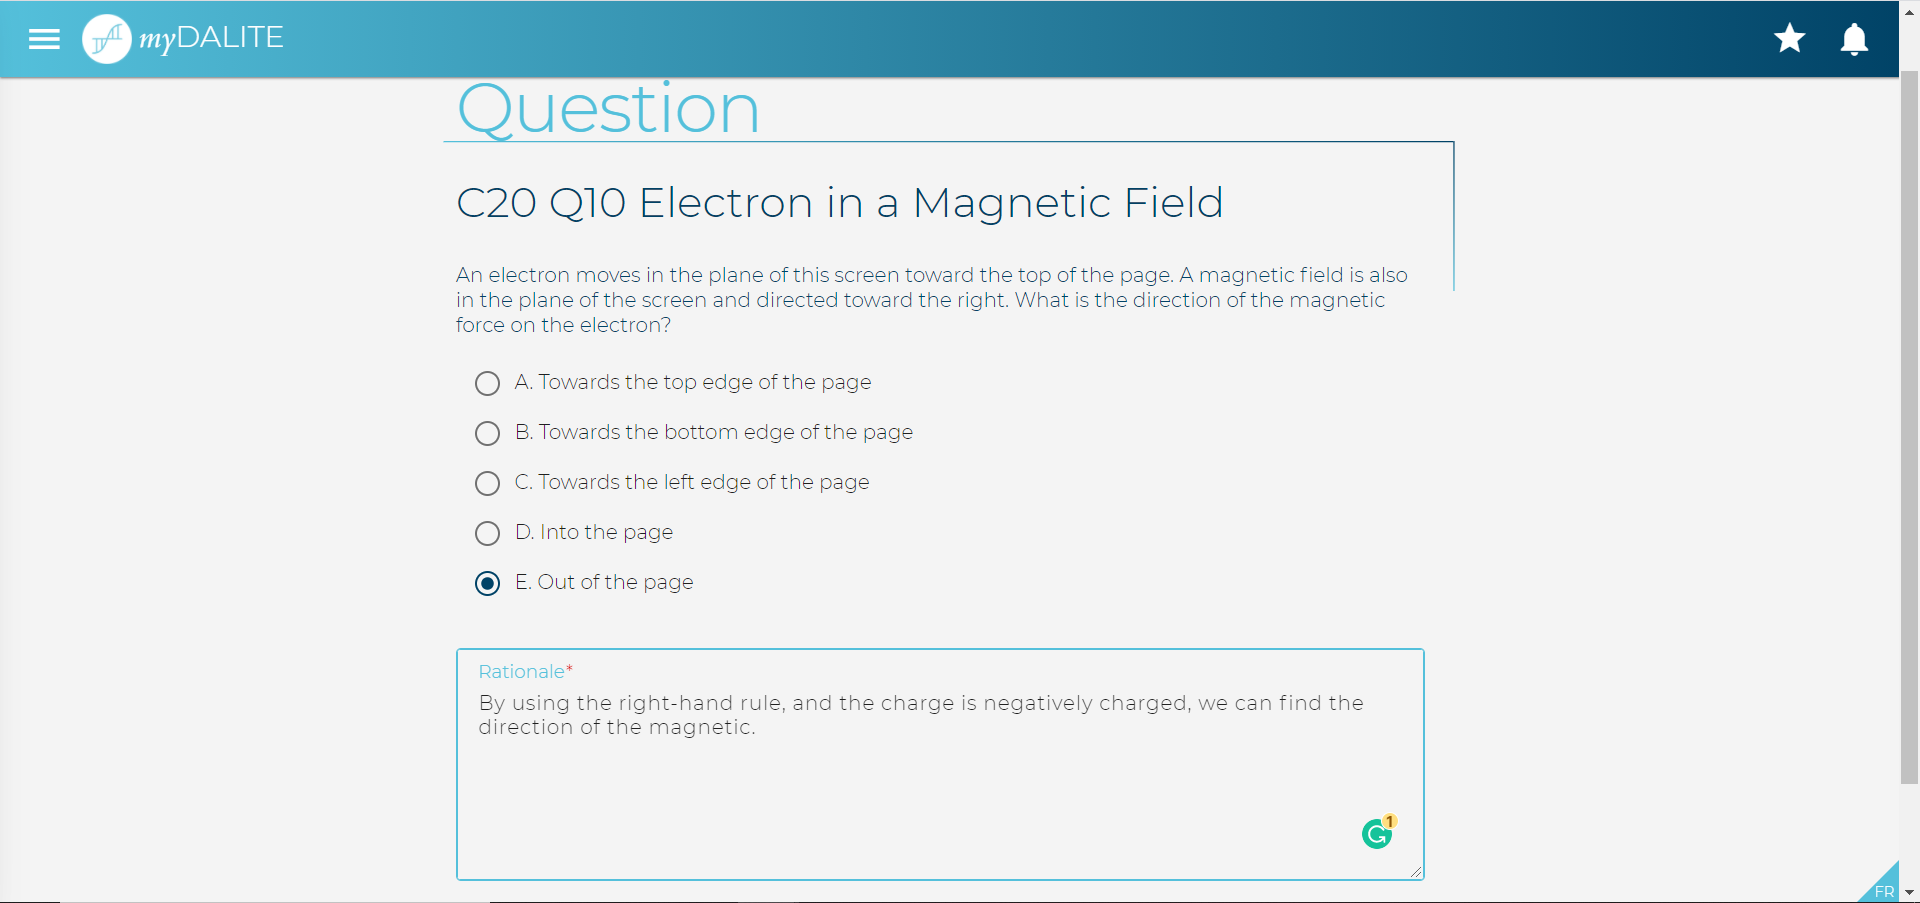 myDALITE
Question
C20 Q10 Electron in a Magnetic Field
An electron moves in the plane of this screen toward the top of the page. A magnetic field is also
in the plane of the screen and directed toward the right. What is the direction of the magnetic
force on the electron?
A. Towards the top edge of the page
B. Towards the bottom edge of the page
C. Towards the left edge of the page
D. Into the page
E. Out of the page
Rationale*
By using the right-hand rule, and the charge is negatively charged, we can find the
direction of the magnetic.
1
FR